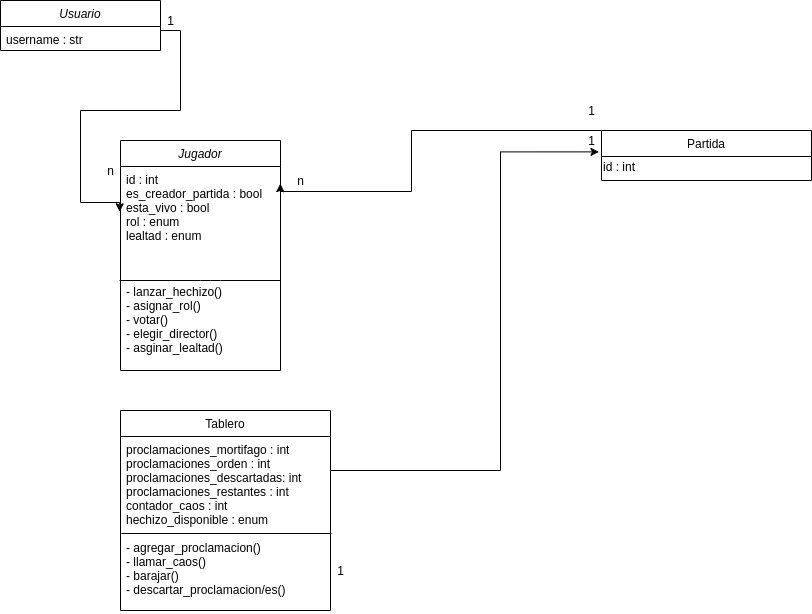 Usuario
1
username : str
1
Partida
1
id : int
Jugador
n
n
id : int
es_creador_partida : bool
esta_vivo : bool
rol : enum
lealtad : enum
- lanzar_hechizo()
- asignar_rol()
- votar()
- elegir_director()
- asginar_lealtad()
Tablero
proclamaciones_mortifago : int
proclamaciones_orden : int
proclamaciones_descartadas: int
proclamaciones_restantes : int
contador_caos : int
hechizo_disponible : enum
- agregar_proclamacion()
- llamar_caos()
- barajar()
- descartar_proclamacion/es()
1